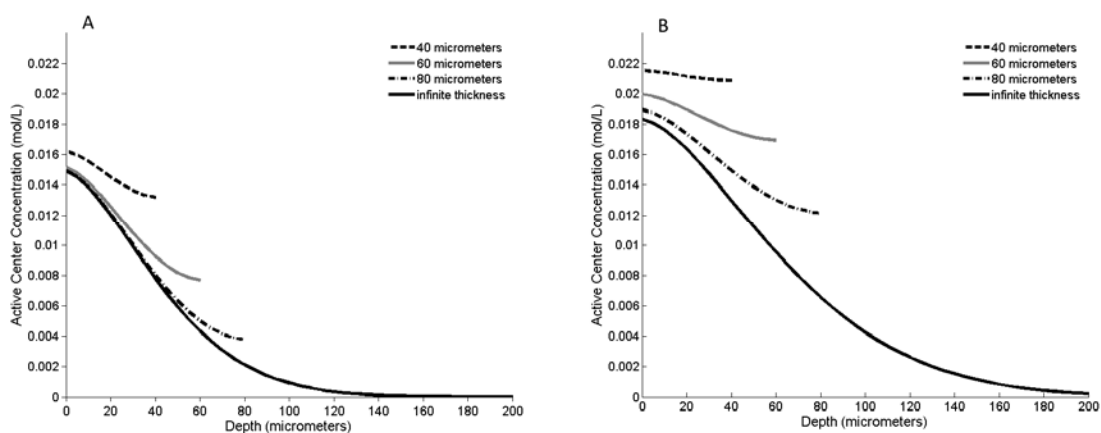 A
40 micrometers
60 micrometers
80 micrometers
infinite thickness
0.022
0.02
0.018
0.016
0.014
0.012
0.01
0.008
0.006
0.004
0.002
0
Active Center Concentration (mol/L)
0 20 40 60 80 100 120 140 160 180 200
Depth (micrometers)
B
40 micrometers
60 micrometers
80 micrometers
infinite thickness
0.022
0.02
0.018
0.016
0.014
0.012
0.01
0.008
0.006
0.004
0.002
0
Active Center Concentration (mol/L)
0 20 40 60 80 100 120 140 160 180 200
Depth (micrometers)